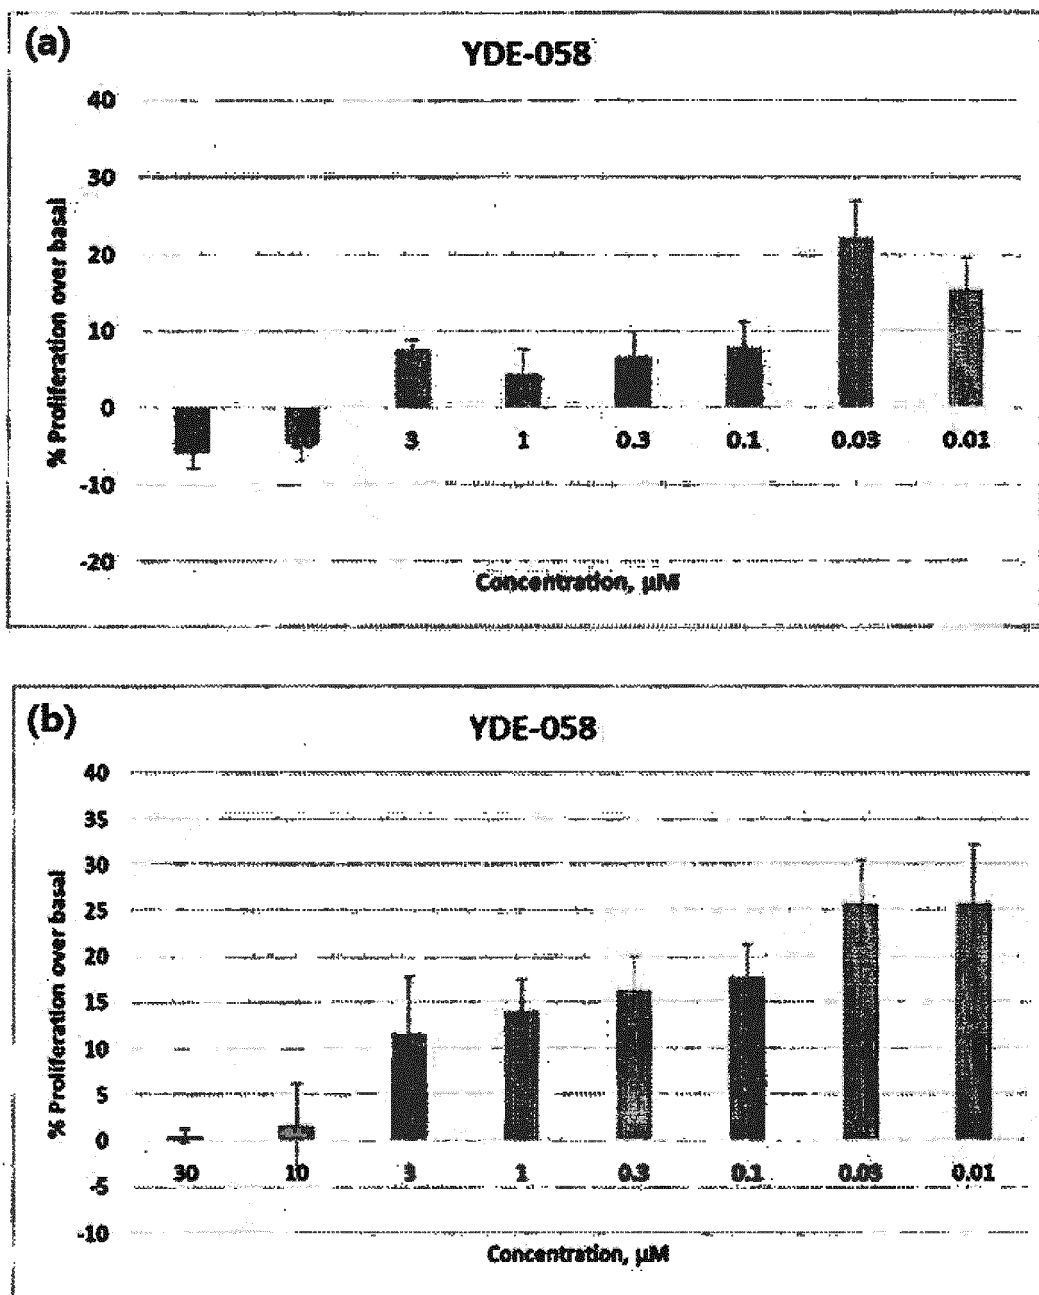 (a)
YDE-058
% Proliferation over basal
40
30
20
10
0
-10
-20
3 1 0.3 0.1 0.03 0.01
Concentration, μM
(b)
YDE-058
% Proliferation over basal
40
35
30
25
20
15
10
5
0
-5
-10
30 10 3 1 0.3 0.1 0.03 0.01
Concentration, μM